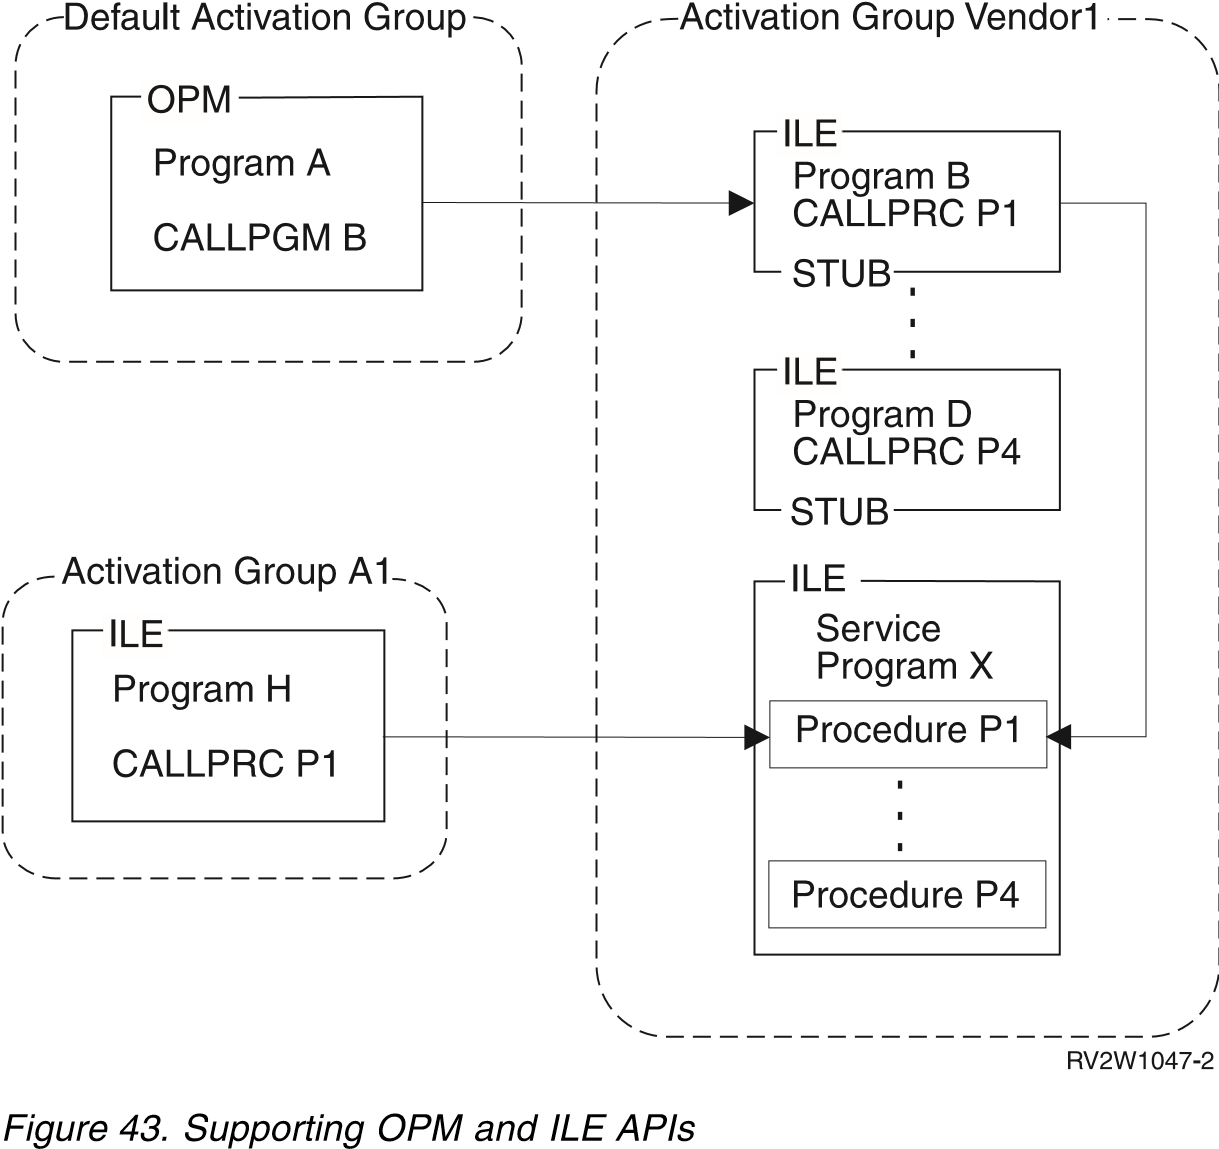 Default Activation Group
OPM
Program A
CALLPGM B
Activation Group A1
ILE
Program H
CALLPRC P1
Activation Group Vendor1
ILE
Program B
CALLPRC P1
STUB
ILE
Program D
CALLPRC P4
STUB
ILE
Service
Program X
Procedure P1
Procedure P4
RV2W1047-2
Figure 43. Supporting OPM and ILE APIs